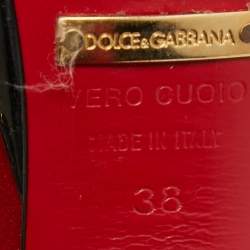 DOLCE&GABBANA
VERO CUOIO
MADE IN ITALY
38